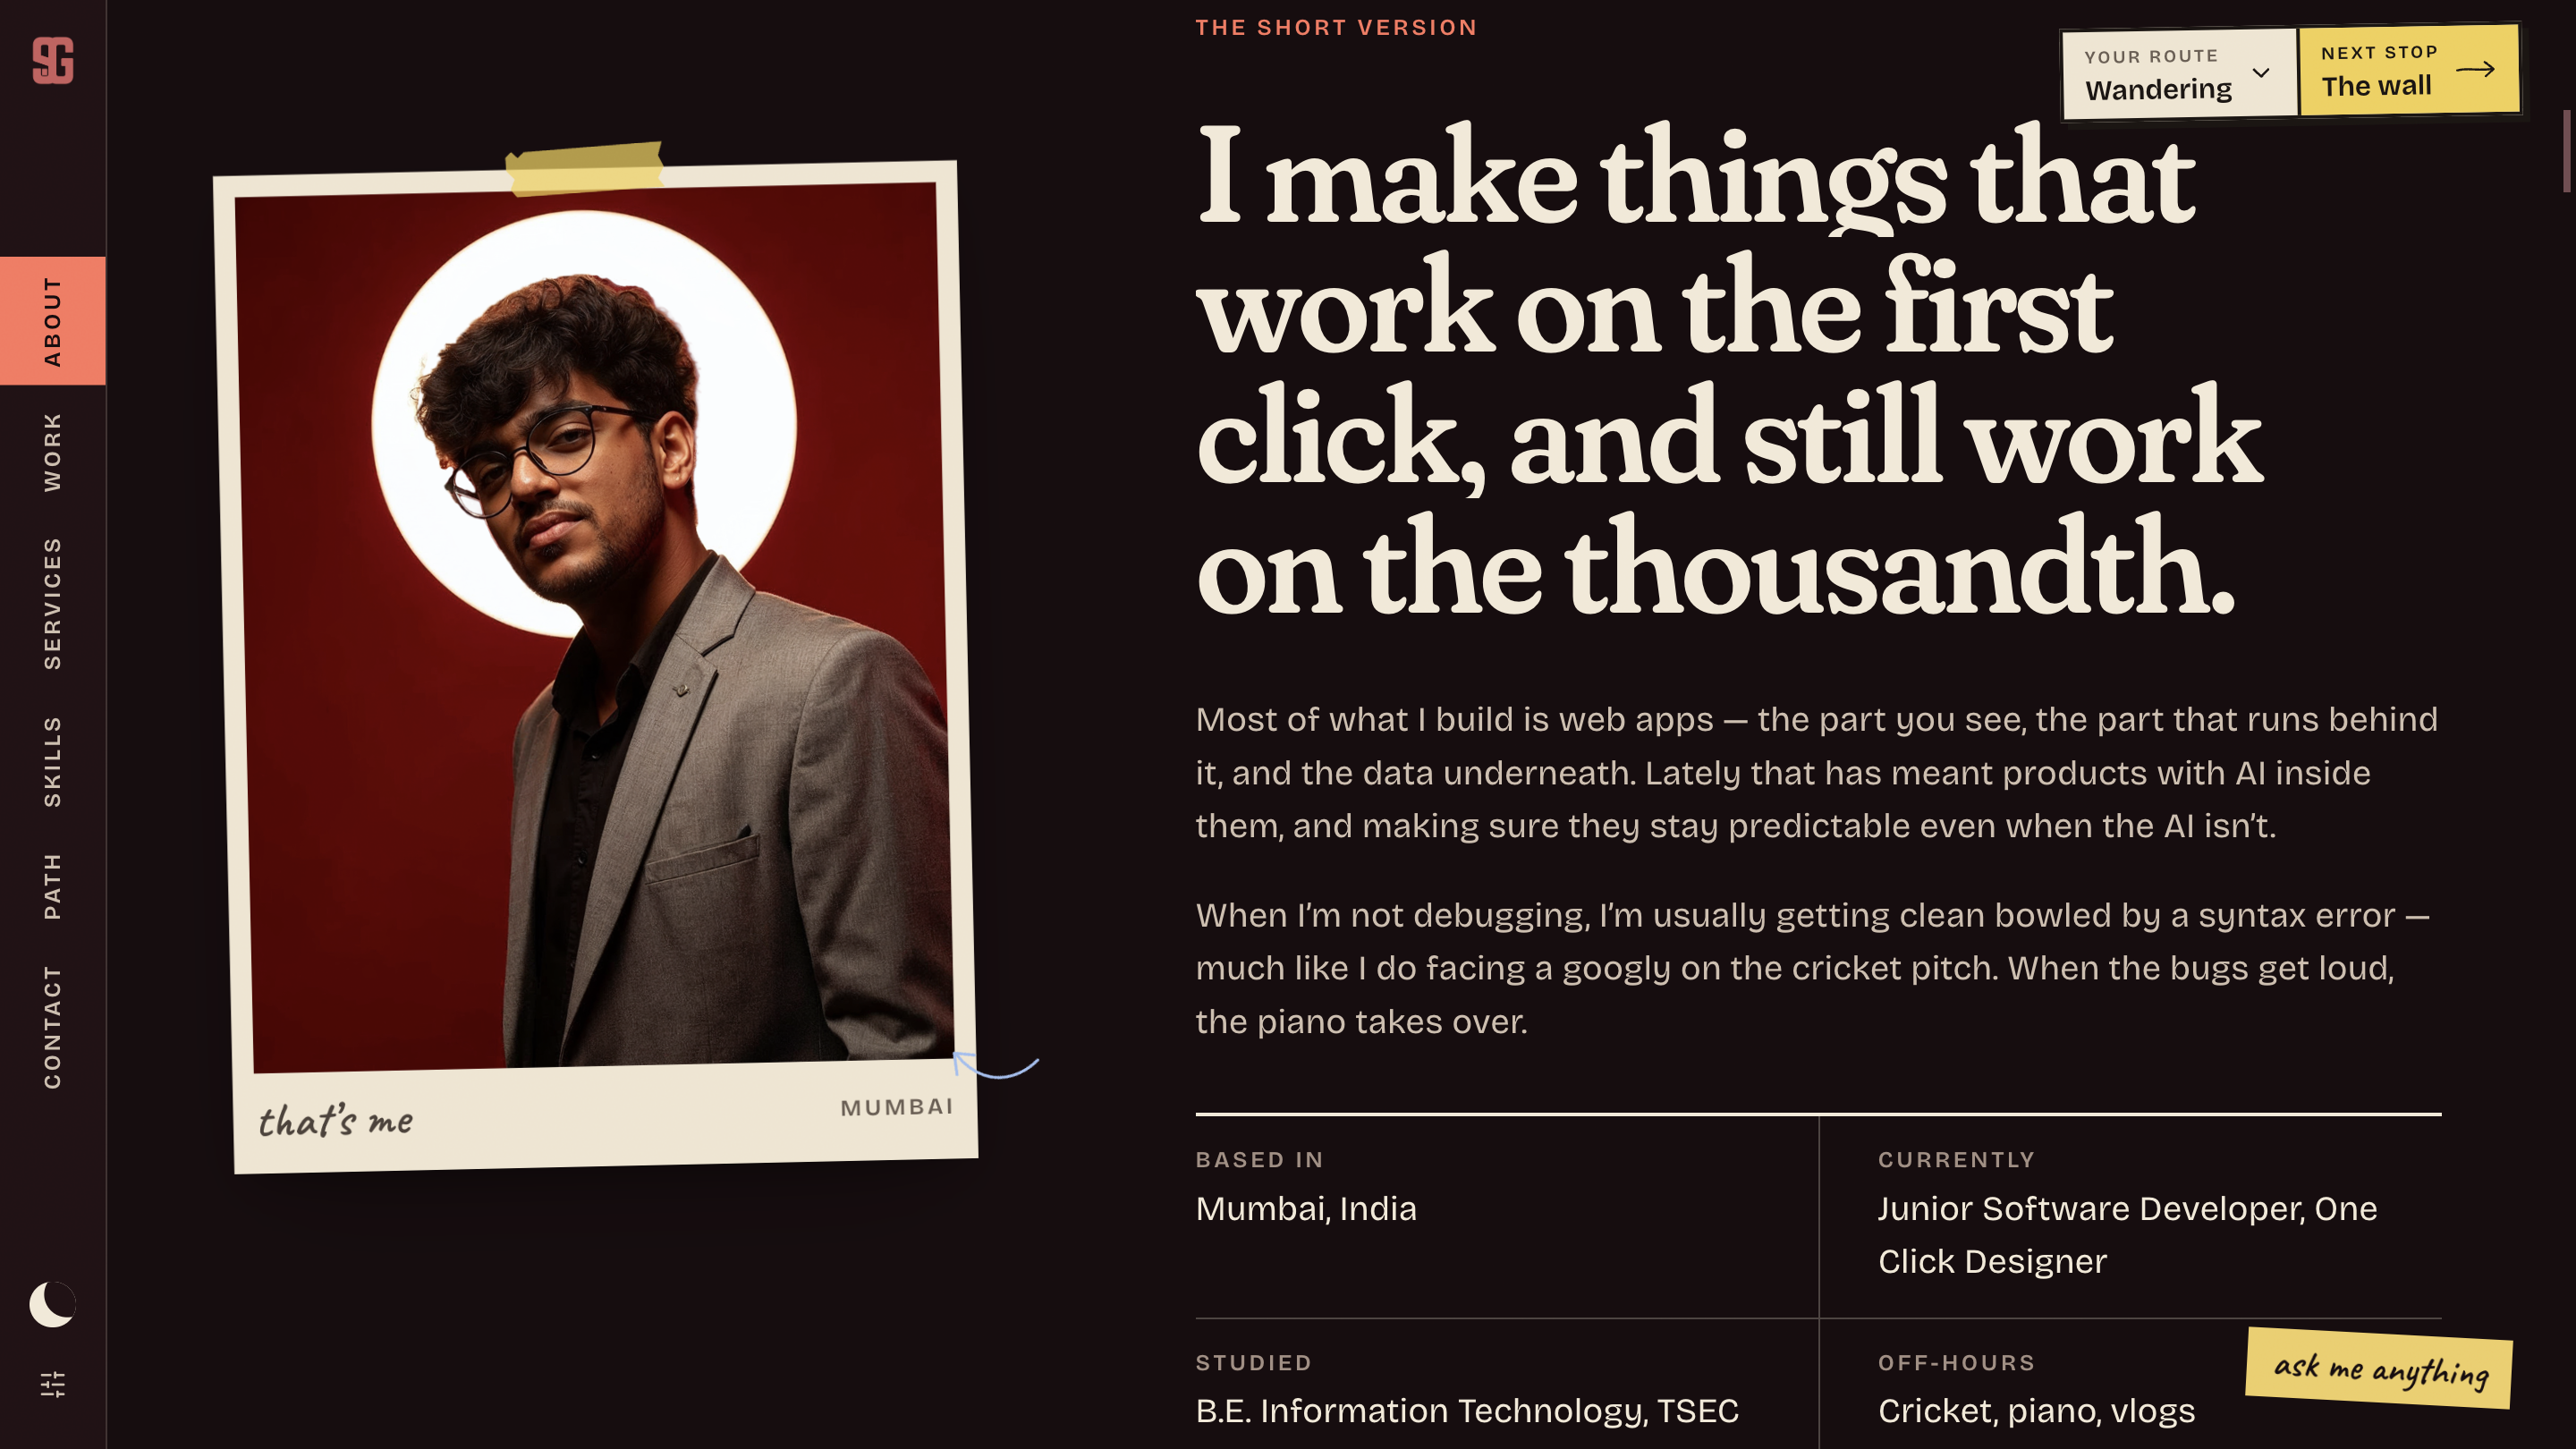 SG
ABOUT
WORK
SERVICES
SKILLS
PATH
CONTACT
that's me
MUMBAI
THE SHORT VERSION
YOUR ROUTE
Wandering
NEXT STOP
The wall
I make things that
work on the first
click, and still work
on the thousandth.
Most of what I build is web apps — the part you see, the part that runs behind
it, and the data underneath. Lately that has meant products with AI inside
them, and making sure they stay predictable even when the AI isn’t.
When I’m not debugging, I’m usually getting clean bowled by a syntax error —
much like I do facing a googly on the cricket pitch. When the bugs get loud,
the piano takes over.
BASED IN
Mumbai, India
CURRENTLY
Junior Software Developer, One
Click Designer
STUDIED
B.E. Information Technology, TSEC
OFF-HOURS
Cricket, piano, vlogs
ask me anything